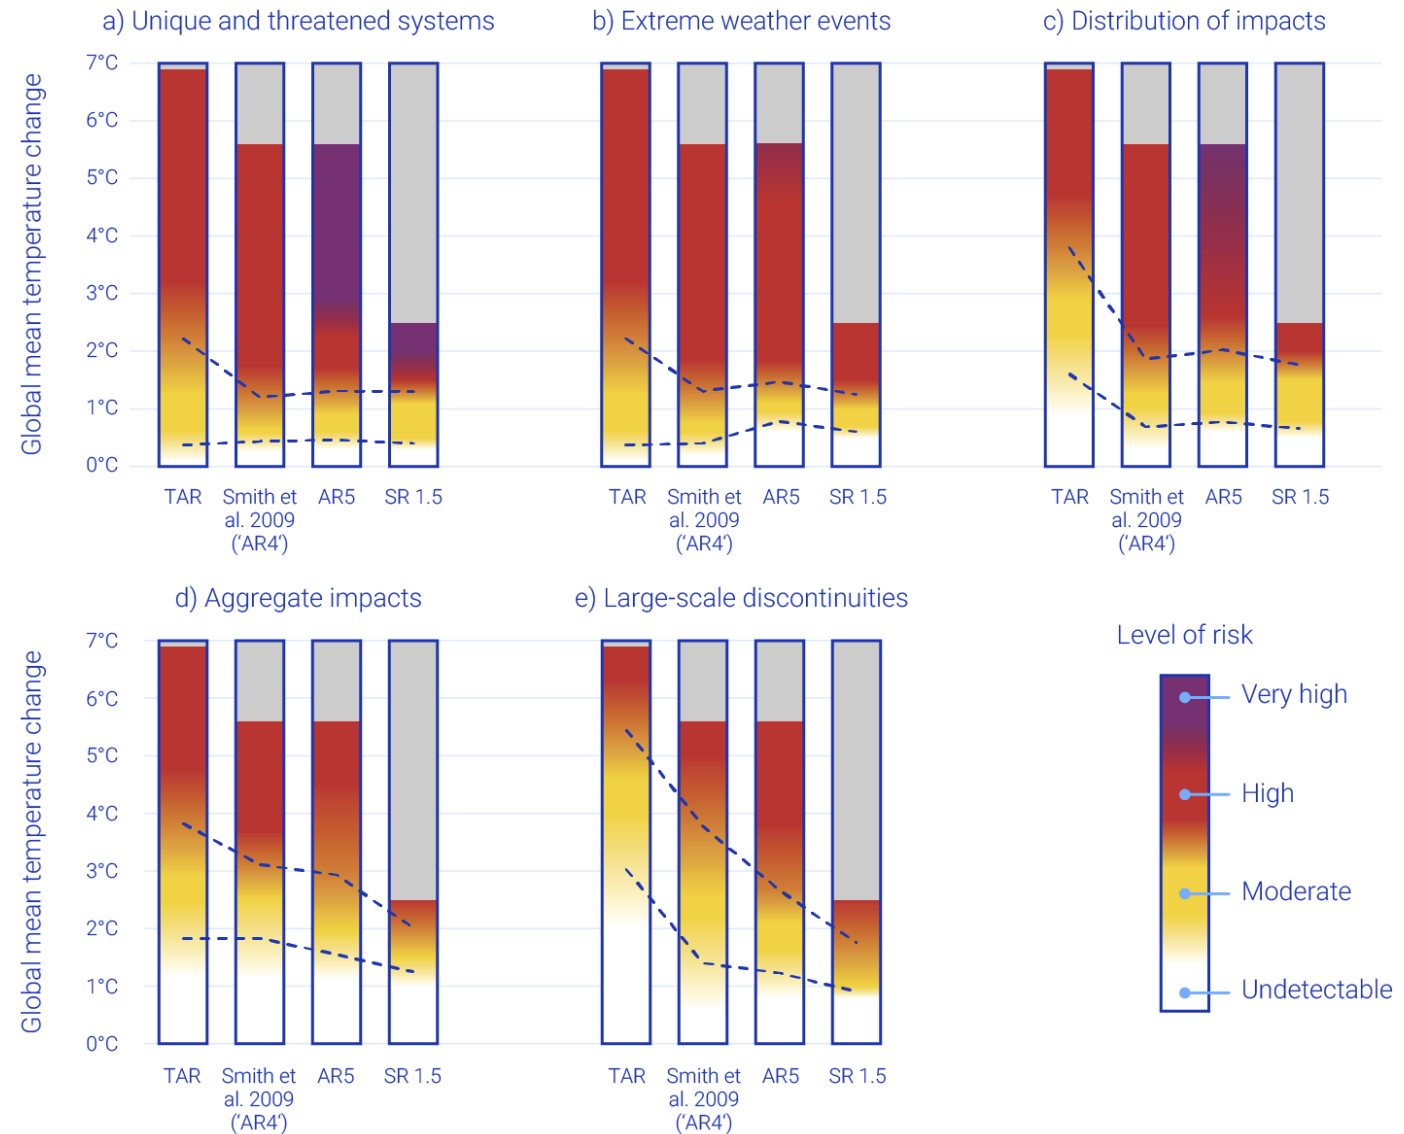 a) Unique and threatened systems
b) Extreme weather events
c) Distribution of impacts
Global mean temperature change
7°C
6°C
5°C
4°C
3°C
2°C
1°C
0°C
TAR
Smith et
al. 2009
(‘AR4‘)
AR5
SR 1.5
TAR
Smith et
al. 2009
(‘AR4‘)
AR5
SR 1.5
TAR
Smith et
al. 2009
(‘AR4‘)
AR5
SR 1.5
d) Aggregate impacts
e) Large-scale discontinuities
Global mean temperature change
7°C
6°C
5°C
4°C
3°C
2°C
1°C
0°C
TAR
Smith et
al. 2009
(‘AR4‘)
AR5
SR 1.5
TAR
Smith et
al. 2009
(‘AR4‘)
AR5
SR 1.5
Level of risk
Very high
High
Moderate
Undetectable